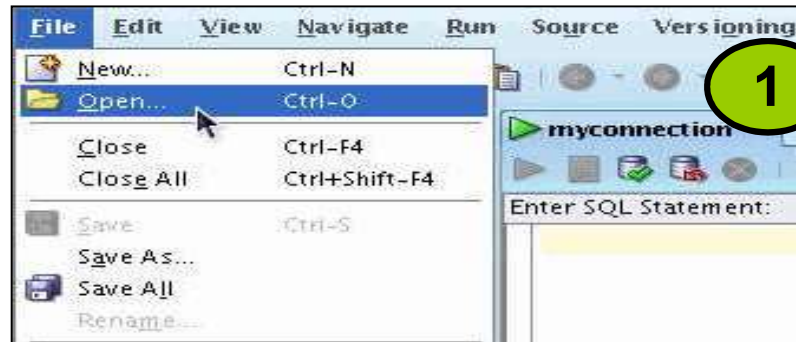 File Edit View Navigate Run Source Versioning
New... Ctrl-N
Open... Ctrl-O
Close Ctrl-F4
Close All Ctrl+Shift-F4
Save Ctrl-S
Save As...
Save All
Rename...
1
myconnection
Enter SQL Statement: